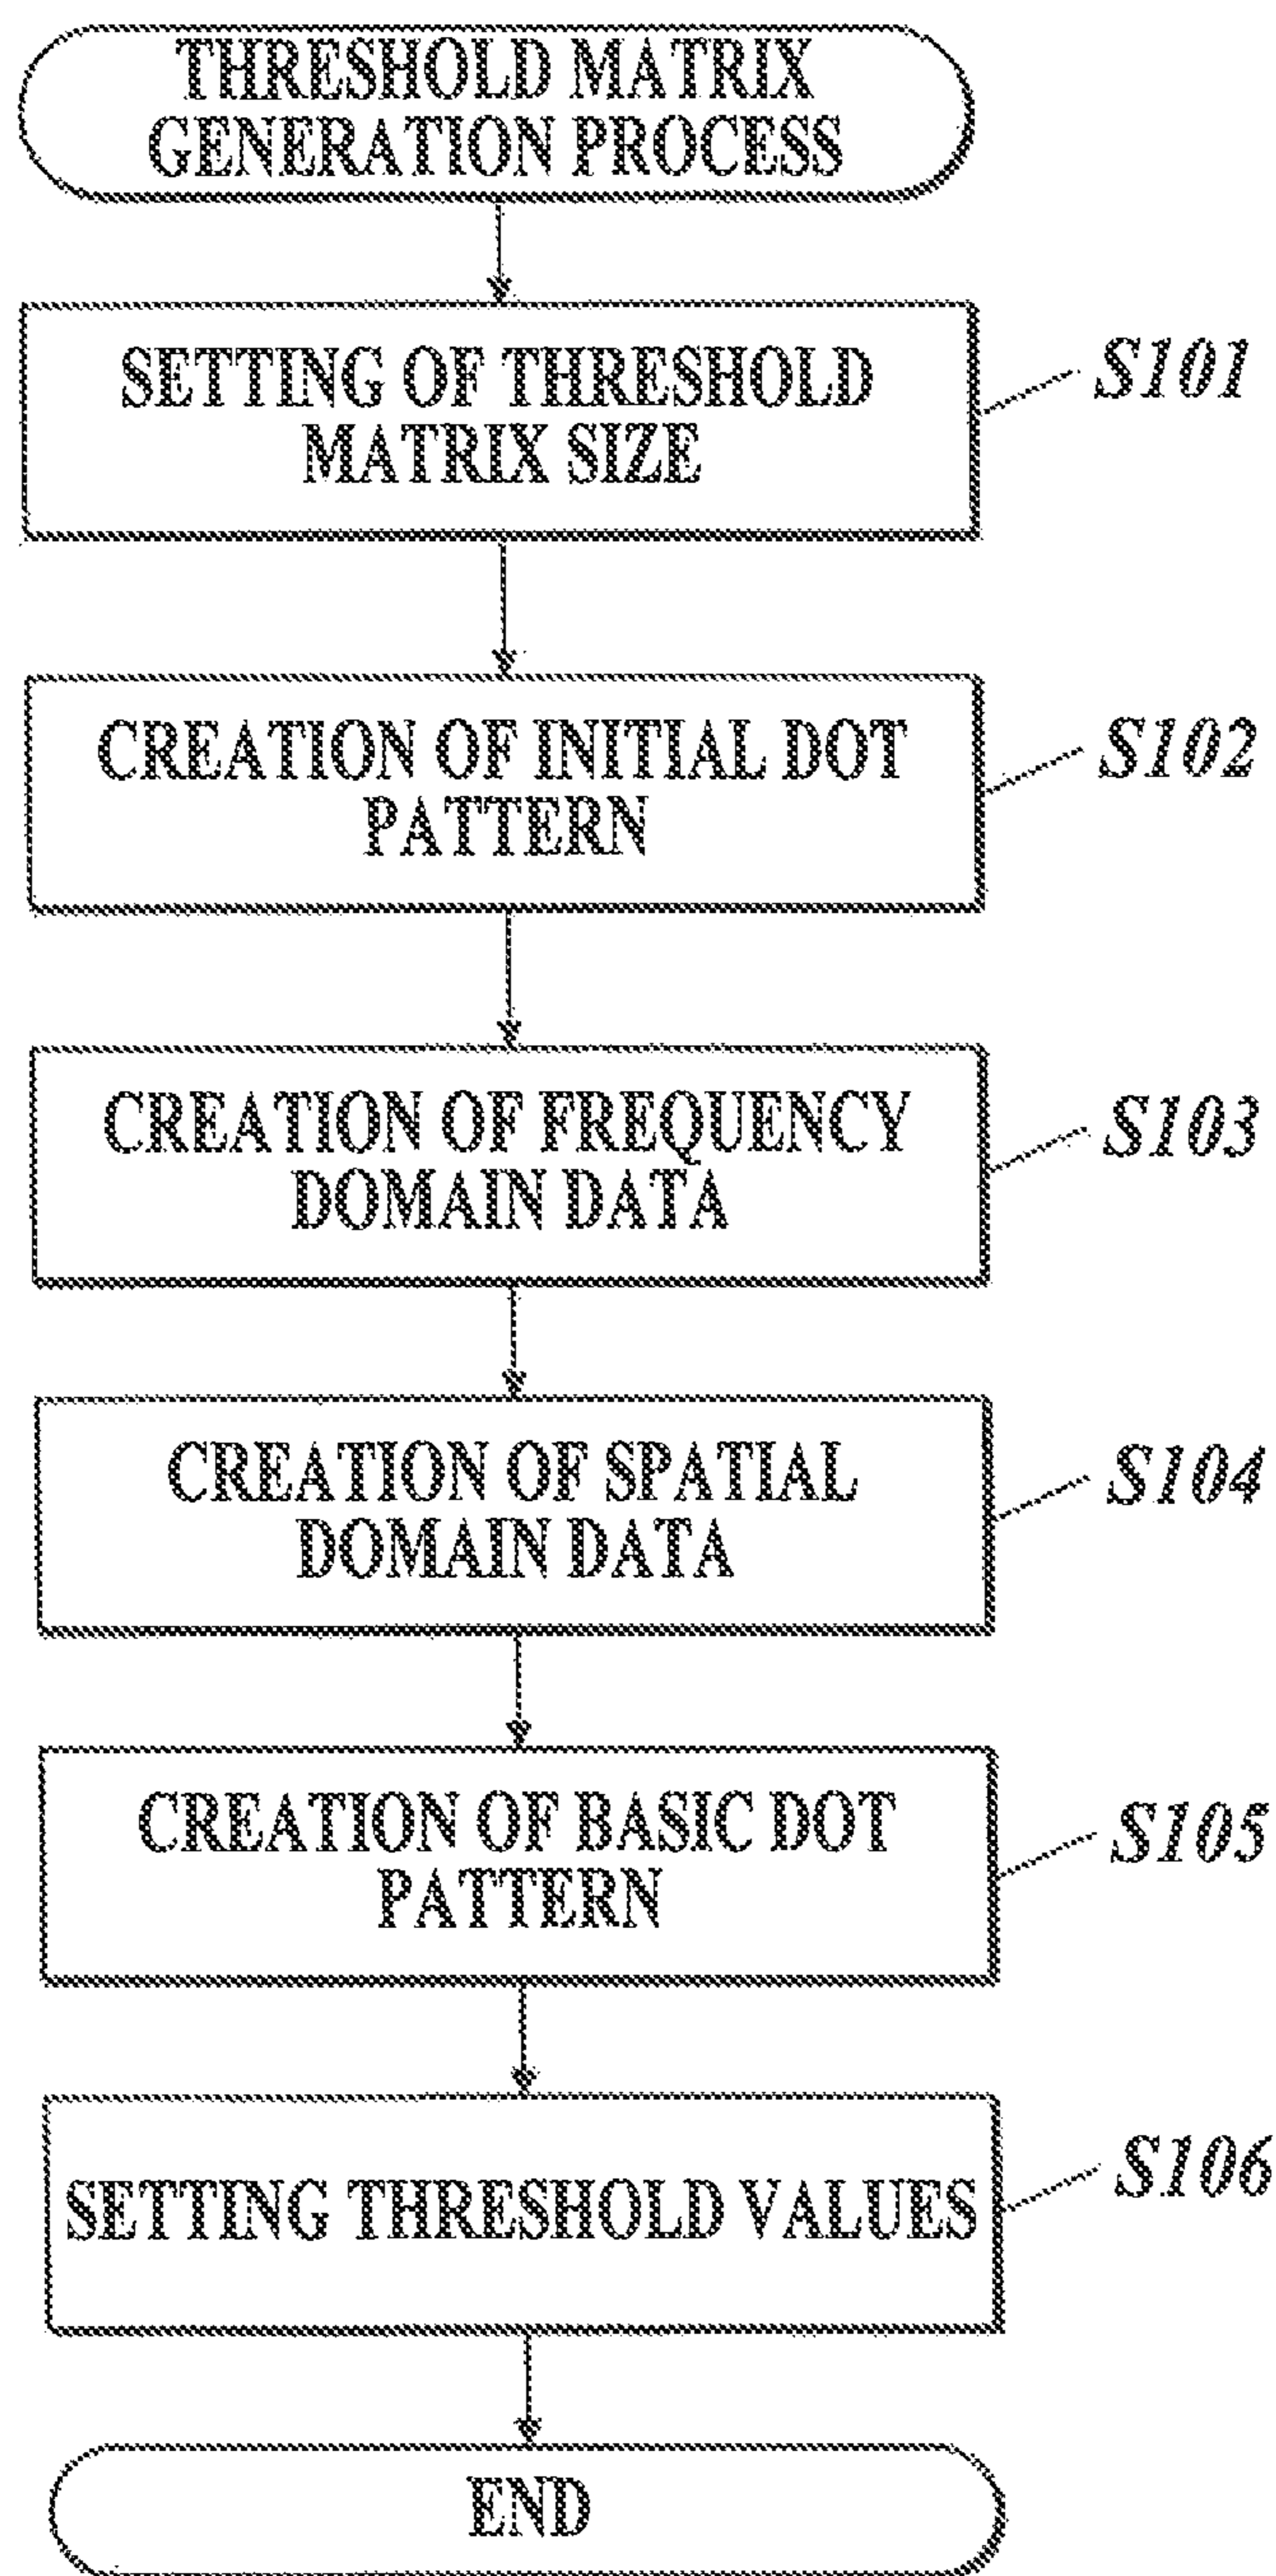 THRESHOLD MATRIX
GENERATION PROCESS
SETTING OF THRESHOLD
MATRIX SIZE
S101
CREATION OF INITIAL DOT
PATTERN
S102
CREATION OF FREQUENCY
DOMAIN DATA
S103
CREATION OF SPATIAL
DOMAIN DATA
S104
CREATION OF BASIC DOT
PATTERN
S105
SETTING THRESHOLD VALUES
S106
END